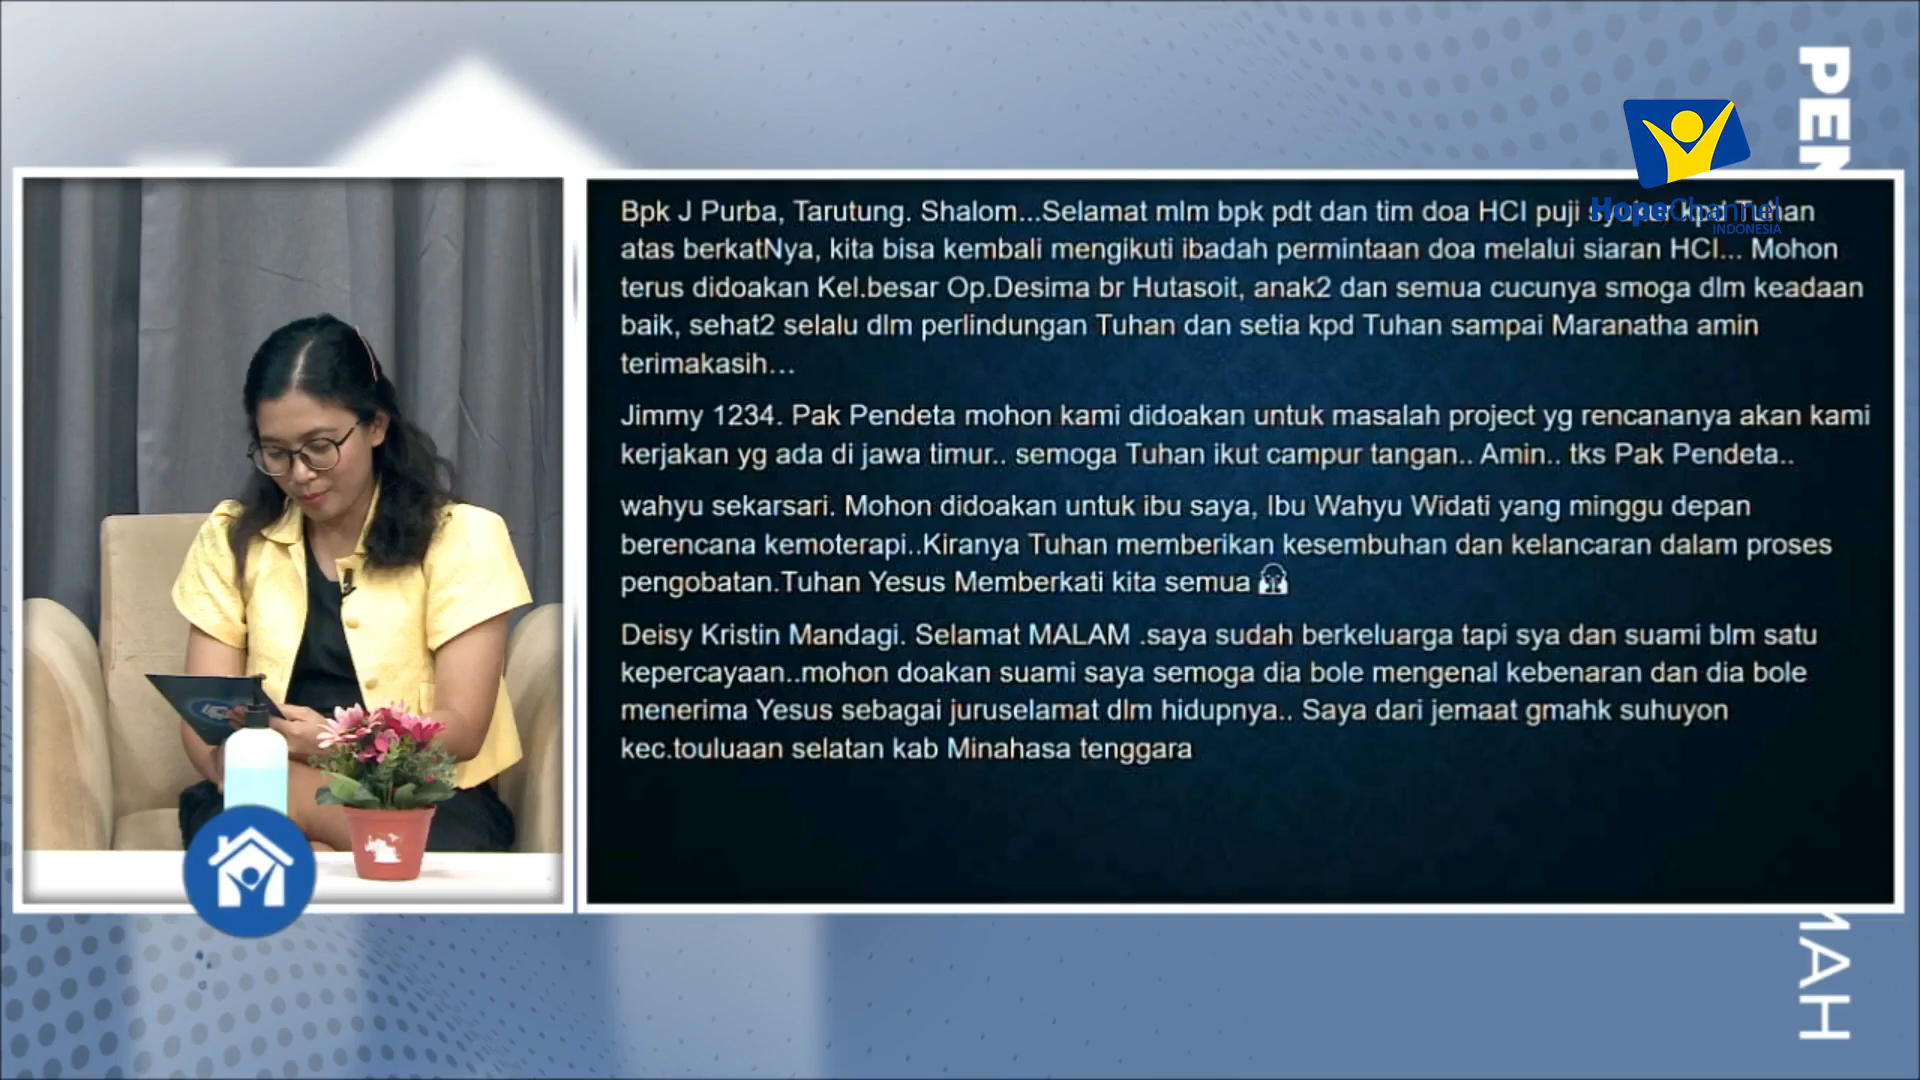 PEN
HopeChannel
INDONESIA
Bpk J Purba, Tarutung. Shalom...Selamat mlm bpk pdt dan tim doa HCI puji kpd Tuhan
atas berkatNya, kita bisa kembali mengikuti ibadah permintaan doa melalui siaran HCI... Mohon
terus didoakan Kel.besar Op.Desima br Hutasoit, anak2 dan semua cucunya smoga dlm keadaan
baik, sehat2 selalu dlm perlindungan Tuhan dan setia kpd Tuhan sampai Maranatha amin
terimakasih...
Jimmy 1234. Pak Pendeta mohon kami didoakan untuk masalah project yg rencananya akan kami
kerjakan yg ada di jawa timur.. semoga Tuhan ikut campur tangan.. Amin.. tks Pak Pendeta..
wahyu sekarsari. Mohon didoakan untuk ibu saya, Ibu Wahyu Widati yang minggu depan
berencana kemoterapi..Kiranya Tuhan memberikan kesembuhan dan kelancaran dalam proses
pengobatan.Tuhan Yesus Memberkati kita semua
Deisy Kristin Mandagi. Selamat MALAM .saya sudah berkeluarga tapi sya dan suami blm satu
kepercayaan..mohon doakan suami saya semoga dia bole mengenal kebenaran dan dia bole
menerima Yesus sebagai juruselamat dlm hidupnya.. Saya dari jemaat gmahk suhuyon
kec.touluaan selatan kab Minahasa tenggara
MAH